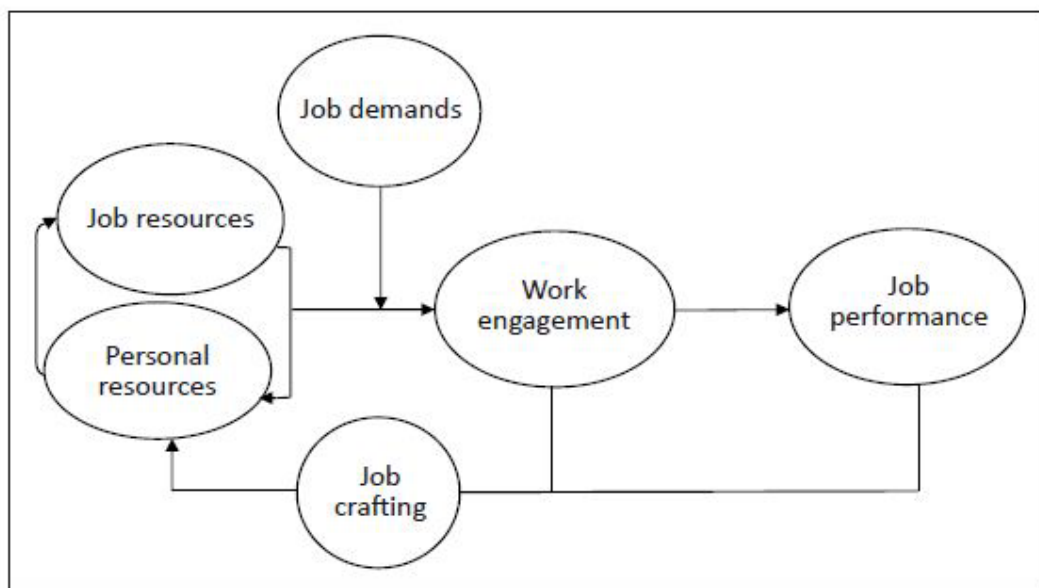 Job demands
Job resources
Work
engagement
Job
performance
Personal
resources
Job
crafting